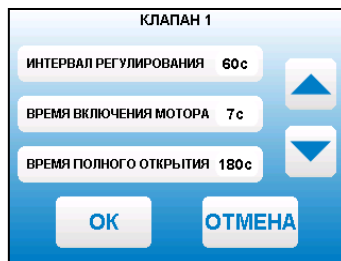 КЛАПАН 1
ИНТЕРВАЛ РЕГУЛИРОВАНИЯ 60с
ВРЕМЯ ВКЛЮЧЕНИЯ МОТОРА 7с
ВРЕМЯ ПОЛНОГО ОТКРЫТИЯ 180с
ОК ОТМЕНА